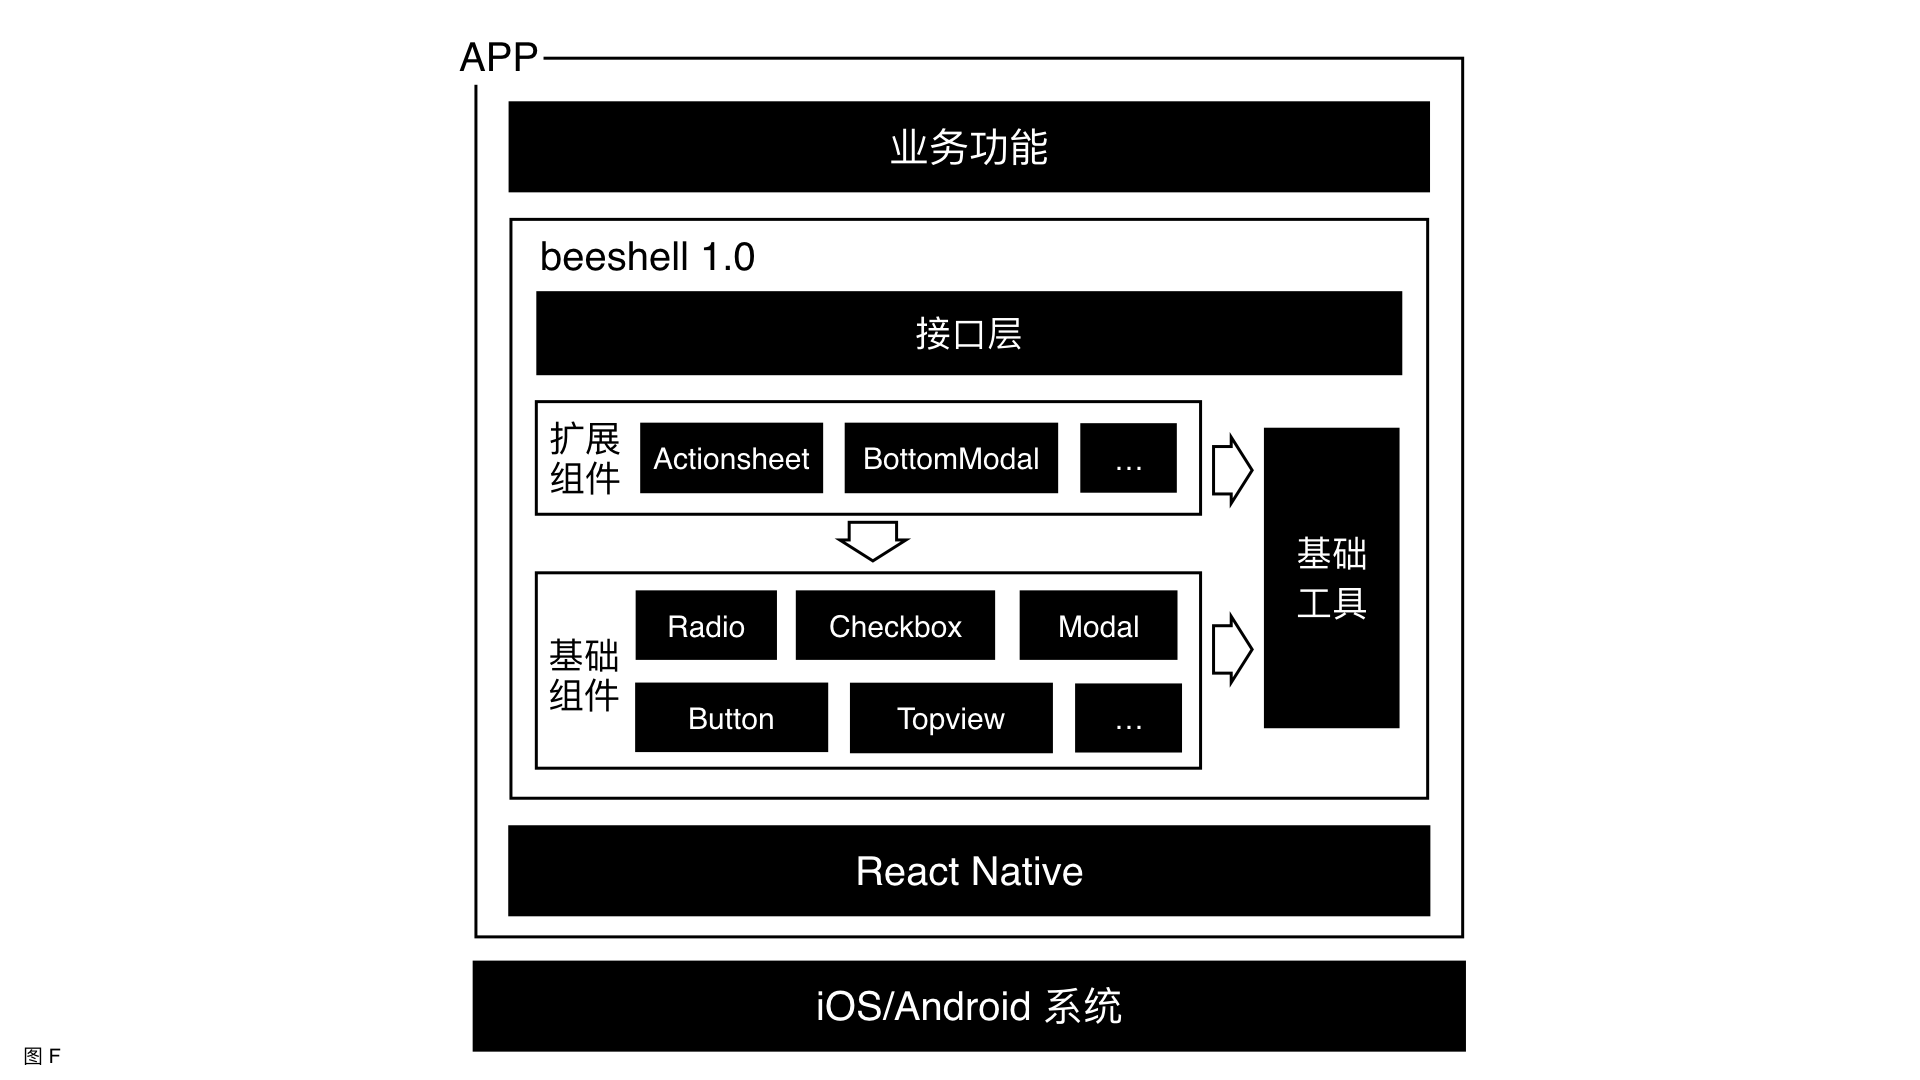 APP
业务功能
beeshell 1.0
接口层
扩展
组件
Actionsheet
BottomModal
...
基础
组件
Radio
Checkbox
Modal
Button
Topview
...
基础
工具
React Native
iOS/Android 系统
图 F